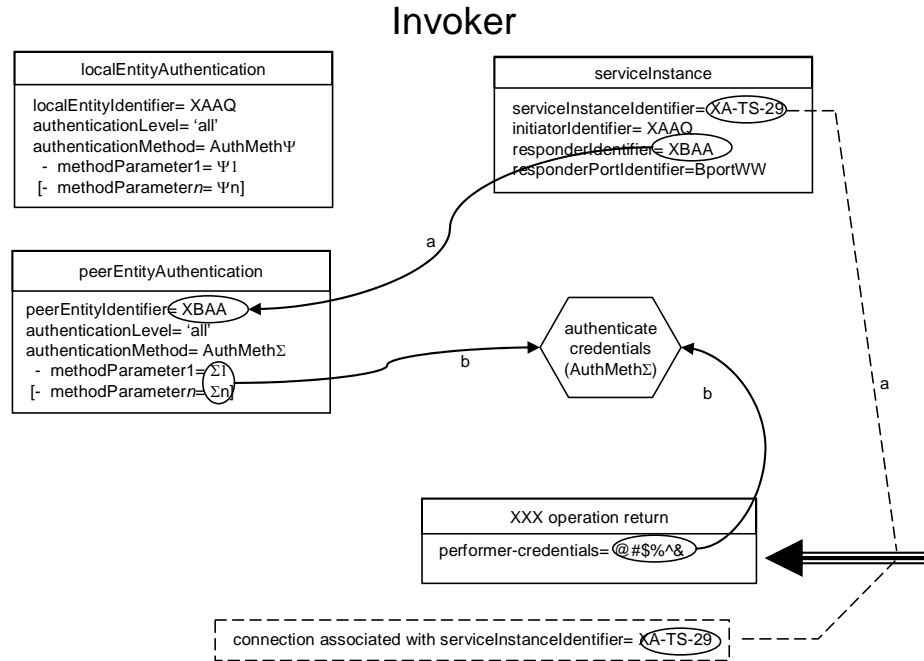 Invoker
localEntityAuthentication
localEntityIdentifier= XAAQ
authenticationLevel= ‘all’
authenticationMethod= AuthMethΨ
- methodParameter1= Ψ1
[- methodParametern= Ψn]
serviceInstance
serviceInstanceIdentifier= XA-TS-29
initiatorIdentifier= XAAQ
responderIdentifier= XBAA
responderPortIdentifier=BportWW
a
peerEntityAuthentication
peerEntityIdentifier= XBAA
authenticationLevel= ‘all’
authenticationMethod= AuthMethΣ
- methodParameter1= Σ1
[- methodParametern= Σn]
b
authenticate
credentials
(AuthMethΣ)
b
a
XXX operation return
performer-credentials= @#$%^&
connection associated with serviceInstanceIdentifier= XA-TS-29